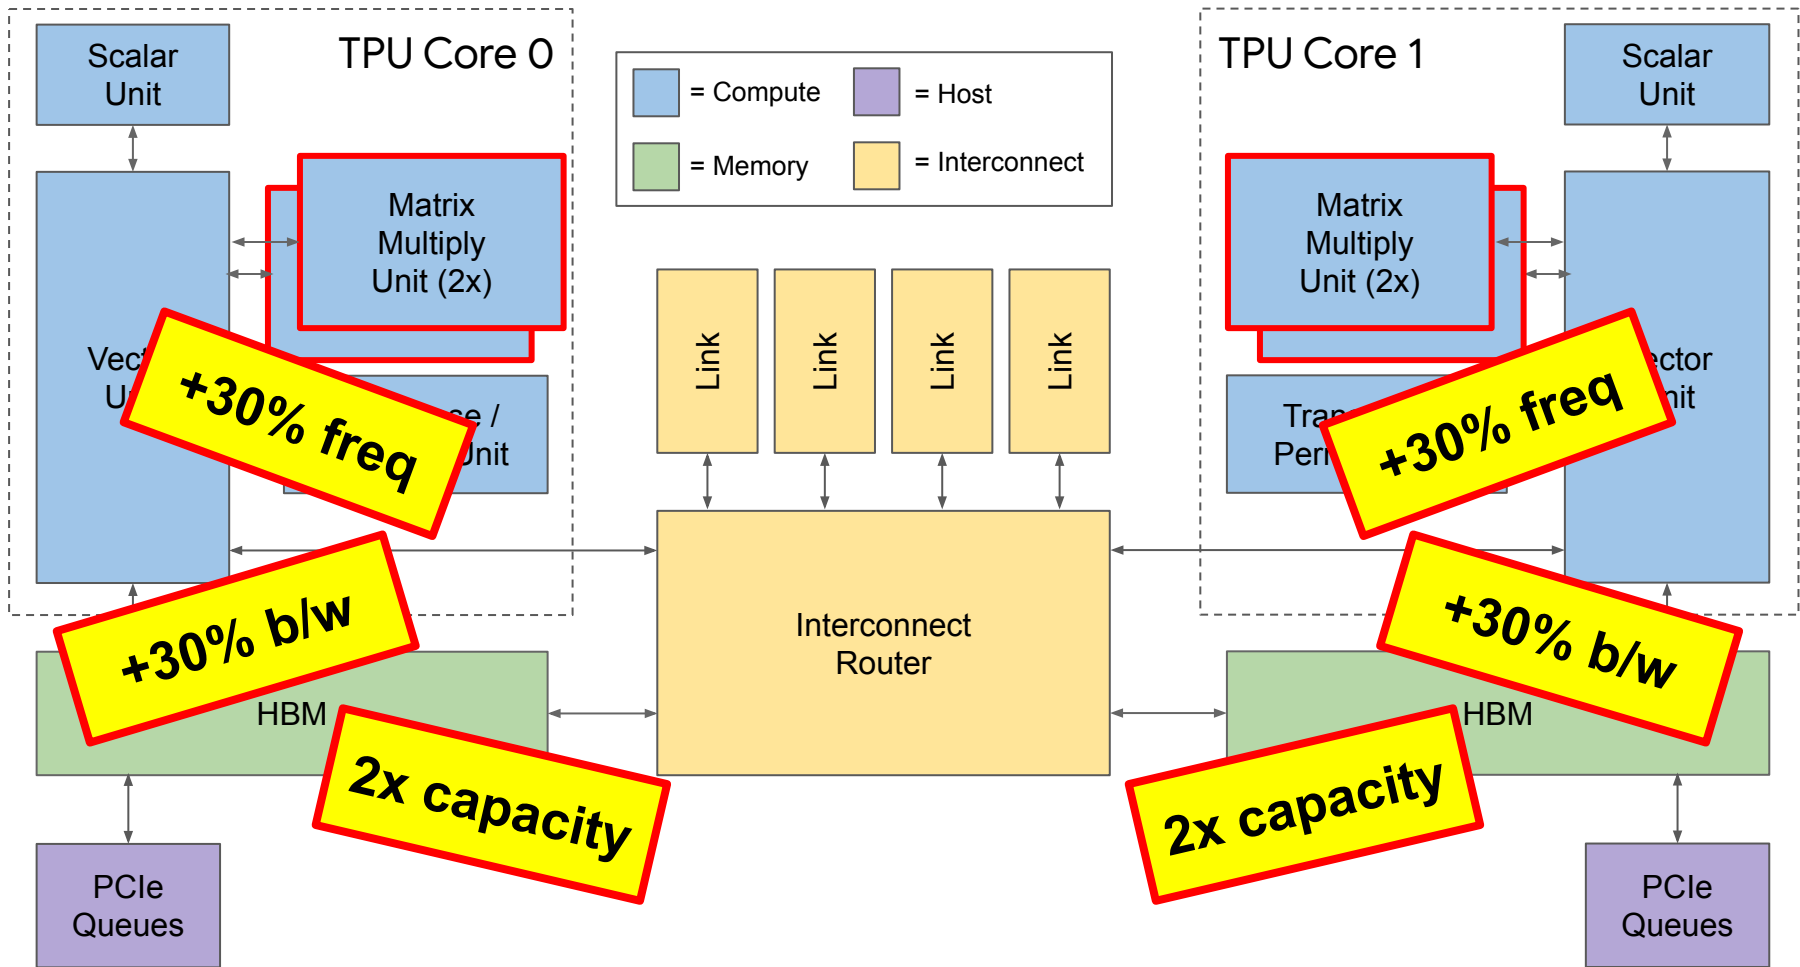 TPU Core 0
Scalar
Unit
Matrix
Multiply
Unit (2x)
+30% freq
+30% b/w
HBM
2x capacity
PCIe
Queues
= Compute
= Host
= Memory
= Interconnect
Link
Link
Link
Link
Interconnect
Router
TPU Core 1
Scalar
Unit
Matrix
Multiply
Unit (2x)
+30% freq
+30% b/w
HBM
2x capacity
PCIe
Queues